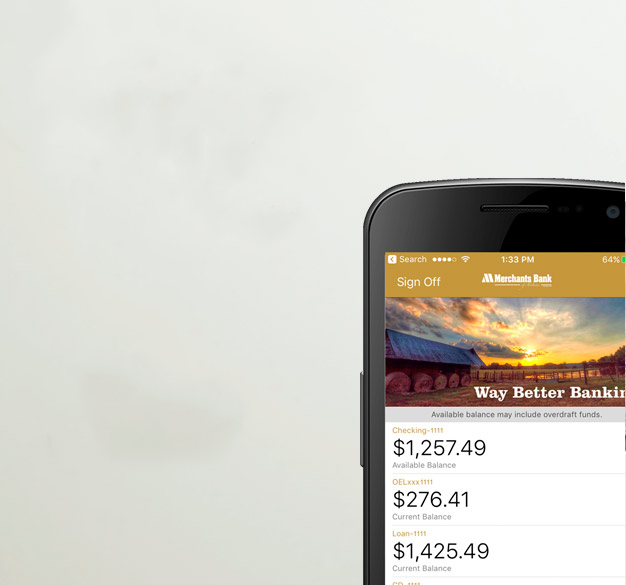 Search 1:33 PM 64%
Sign Off Merchants Bank
Way Better Bankin
Available balance may include overdraft funds.
Checking-1111
$1,257.49
Available Balance
OELxxx1111
$276.41
Current Balance
Loan-1111
$1,425.49
Current Balance